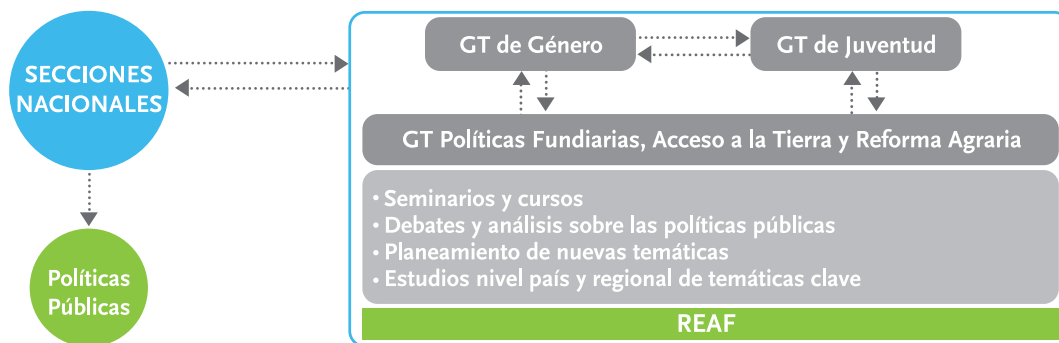 SECCIONES
NACIONALES
Políticas
Públicas
GT de Género
GT de Juventud
GT Políticas Fundiarias, Acceso a la Tierra y Reforma Agraria
• Seminarios y cursos
• Debates y análisis sobre las políticas públicas
• Planeamiento de nuevas temáticas
• Estudios nivel país y regional de temáticas clave
REAF